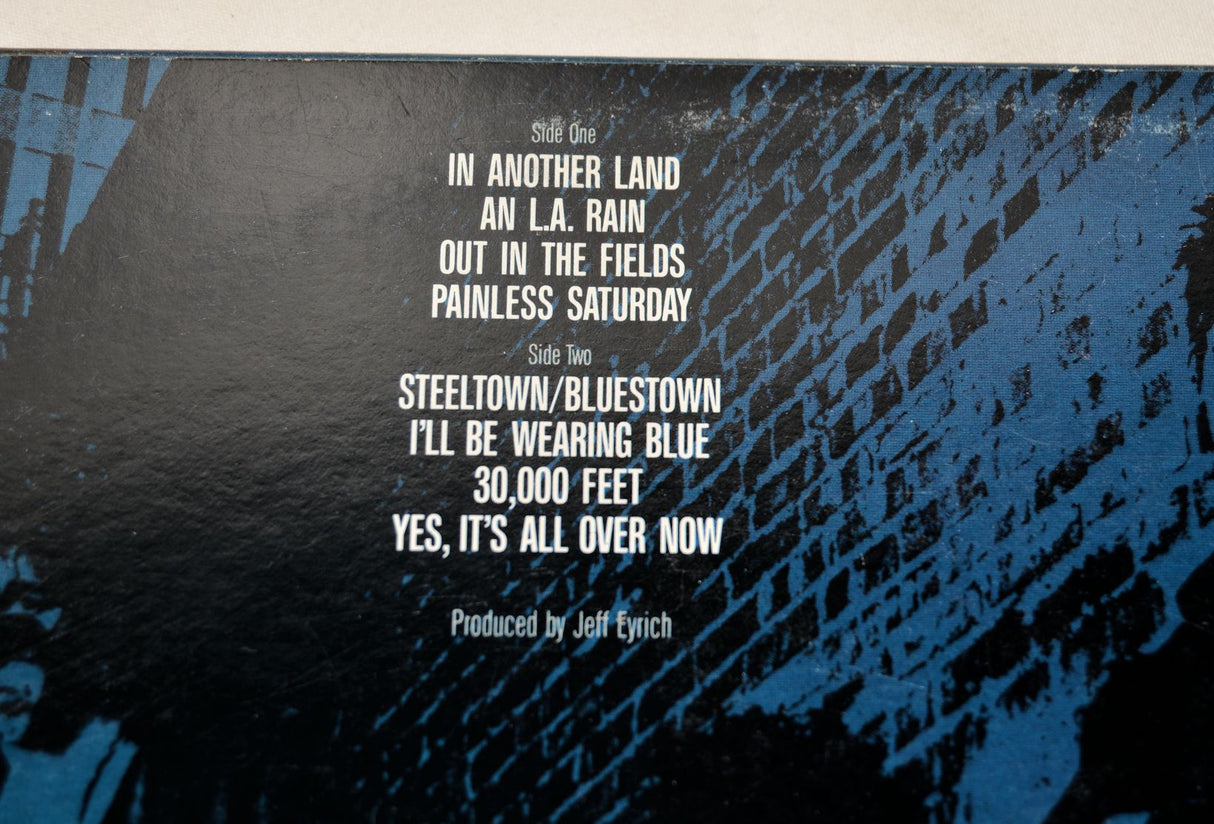 Side One
IN ANOTHER LAND
AN L.A. RAIN
OUT IN THE FIELDS
PAINLESS SATURDAY
Side Two
STEELTOWN/BLUESTOWN
I'LL BE WEARING BLUE
30,000 FEET
YES, IT'S ALL OVER NOW
Produced by Jeff Eyrich